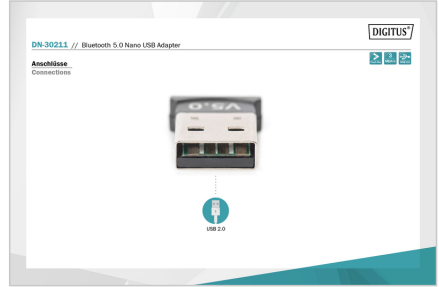 DIGITUS®
DN-30211 // Bluetooth 5.0 Nano USB Adapter
Anschlüsse
Connections
V5.0
USB 2.0